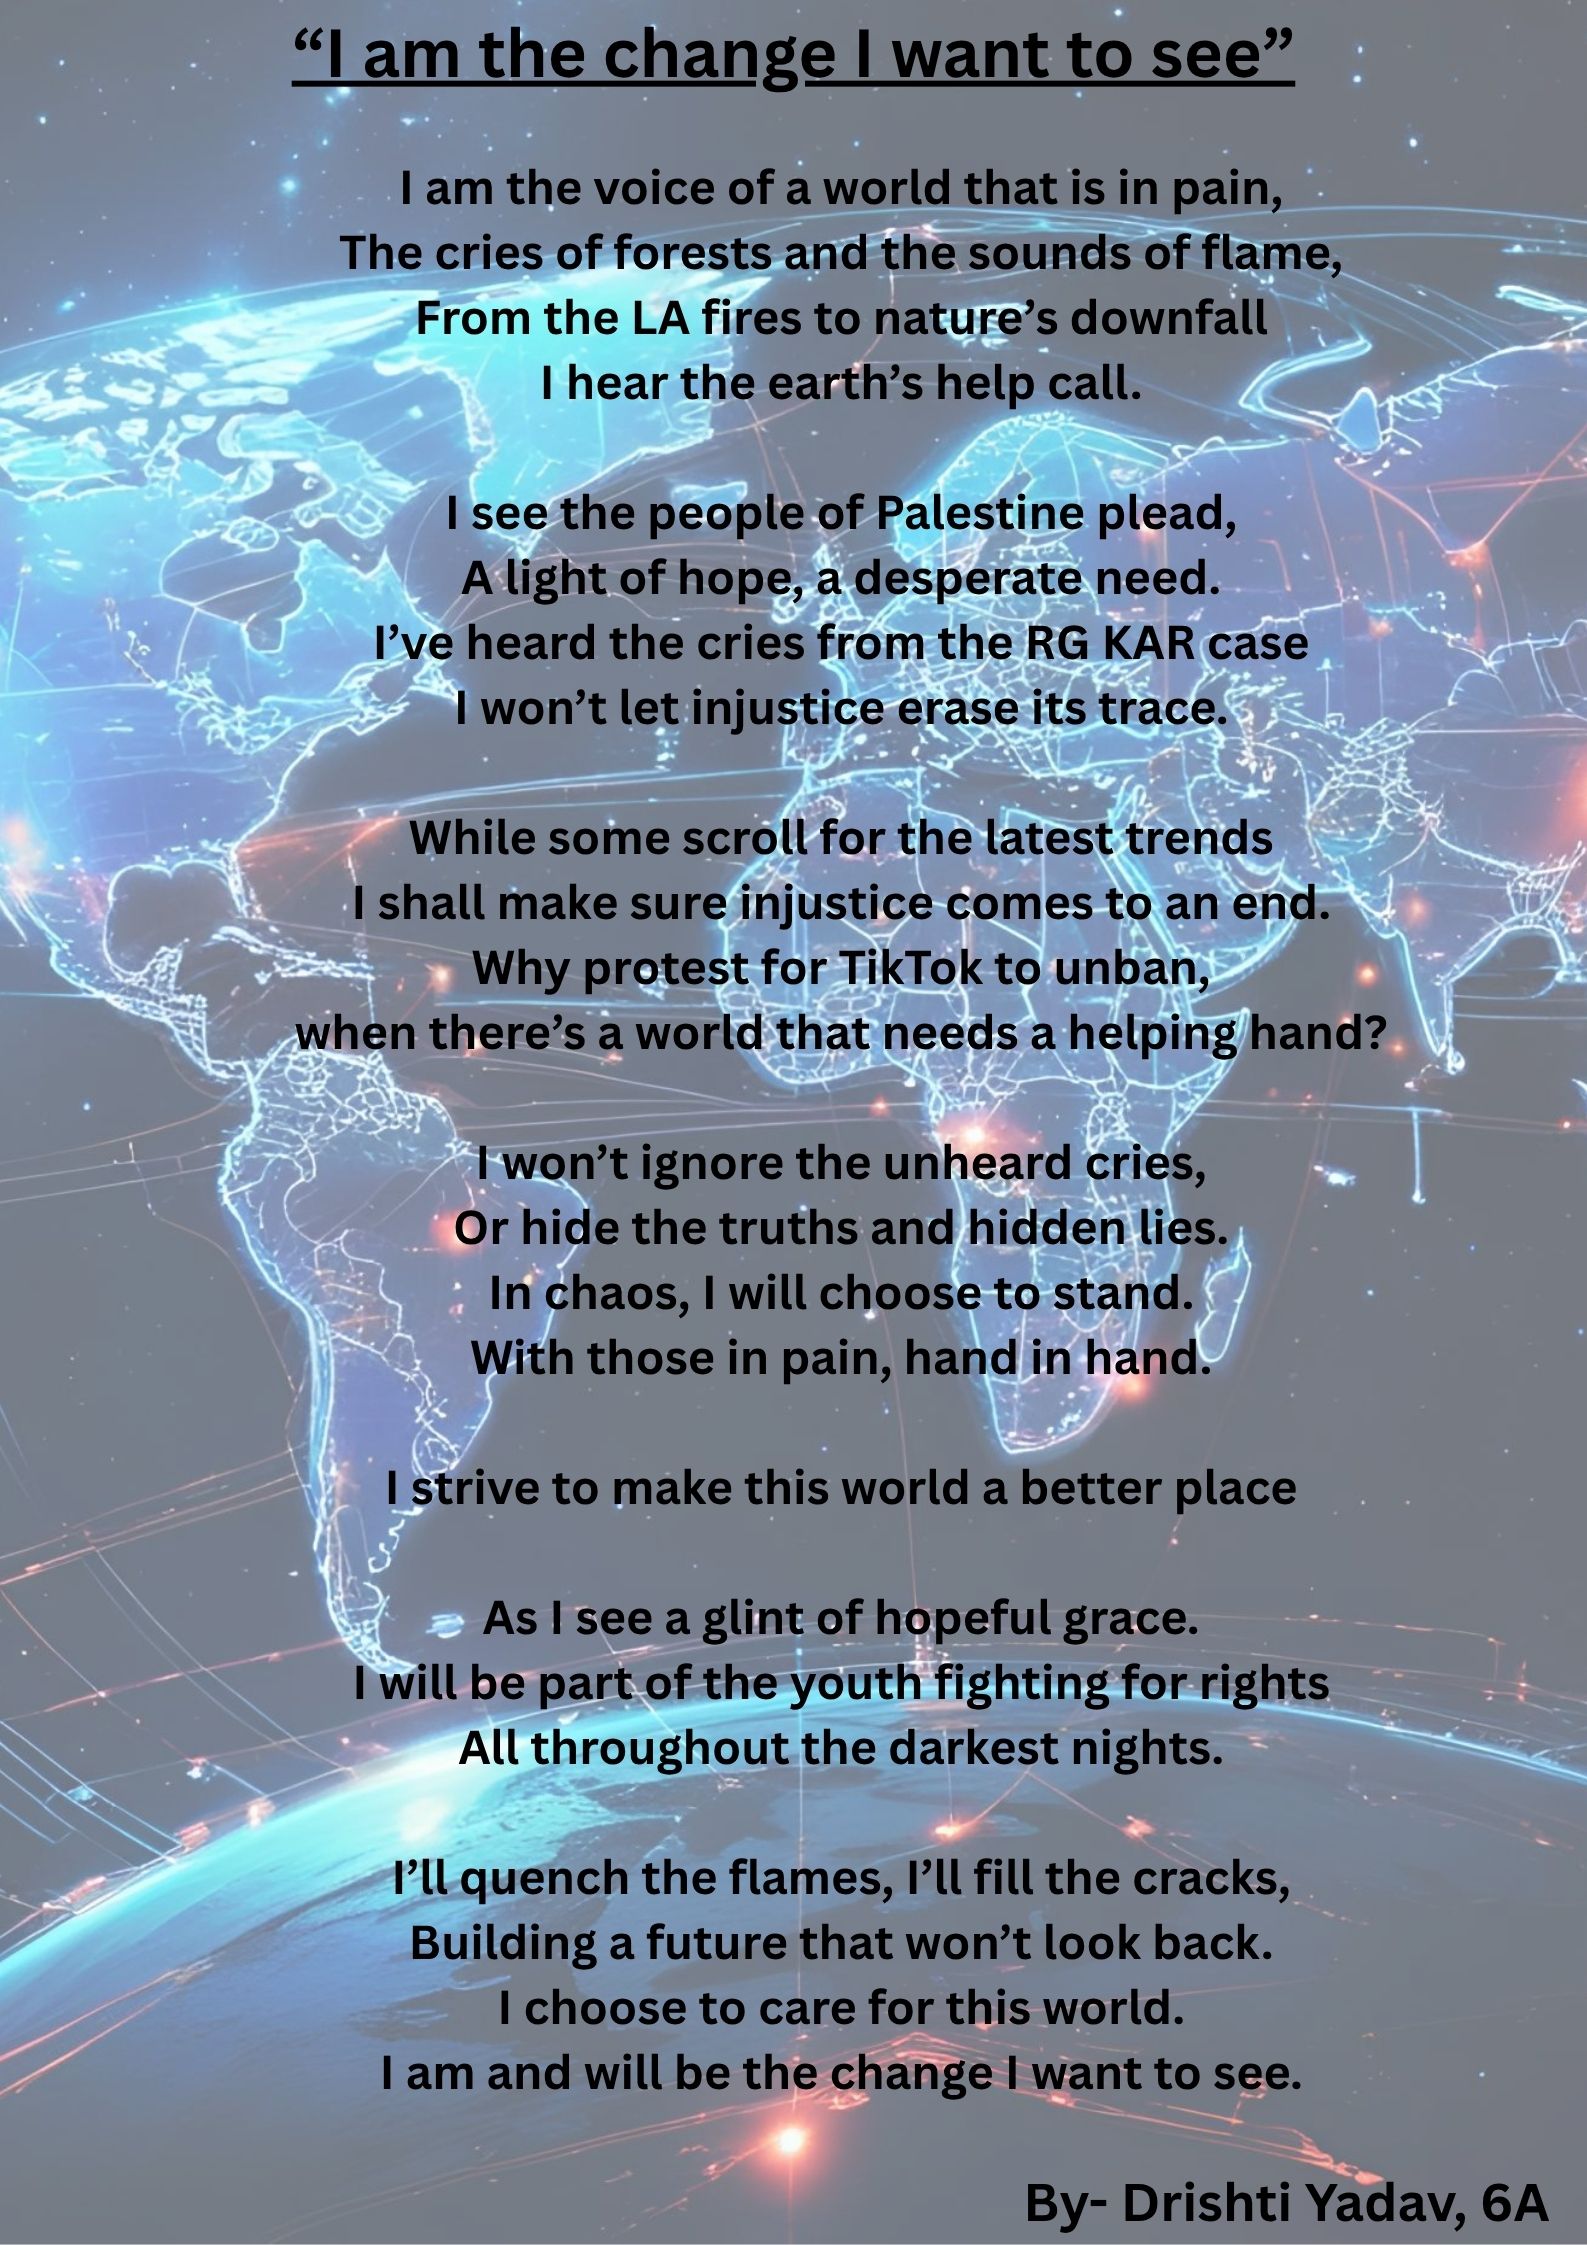 “I am the change I want to see”
I am the voice of a world that is in pain,
The cries of forests and the sounds of flame,
From the LA fires to nature’s downfall
I hear the earth’s help call.
I see the people of Palestine plead,
A light of hope, a desperate need.
I’ve heard the cries from the RG KAR case
I won’t let injustice erase its trace.
While some scroll for the latest trends
I shall make sure injustice comes to an end.
Why protest for TikTok to unban,
when there’s a world that needs a helping hand?
I won’t ignore the unheard cries,
Or hide the truths and hidden lies.
In chaos, I will choose to stand.
With those in pain, hand in hand.
I strive to make this world a better place
As I see a glint of hopeful grace.
I will be part of the youth fighting for rights
All throughout the darkest nights.
I’ll quench the flames, I’ll fill the cracks,
Building a future that won’t look back.
I choose to care for this world.
I am and will be the change I want to see.
By- Drishti Yadav, 6A